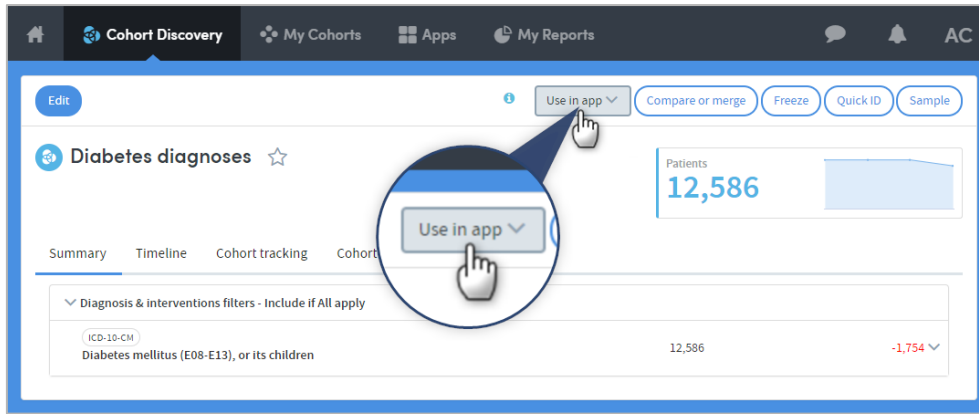 Cohort Discovery My Cohorts Apps My Reports AC
Edit Use in app Compare or merge Freeze Quick ID Sample
Diabetes diagnoses
Patients
12,586
Use in app
Summary Timeline Cohort tracking Cohort
Diagnosis & interventions filters - Include if All apply
ICD-10-CM
Diabetes mellitus (E08-E13), or its children 12,586 -1,754